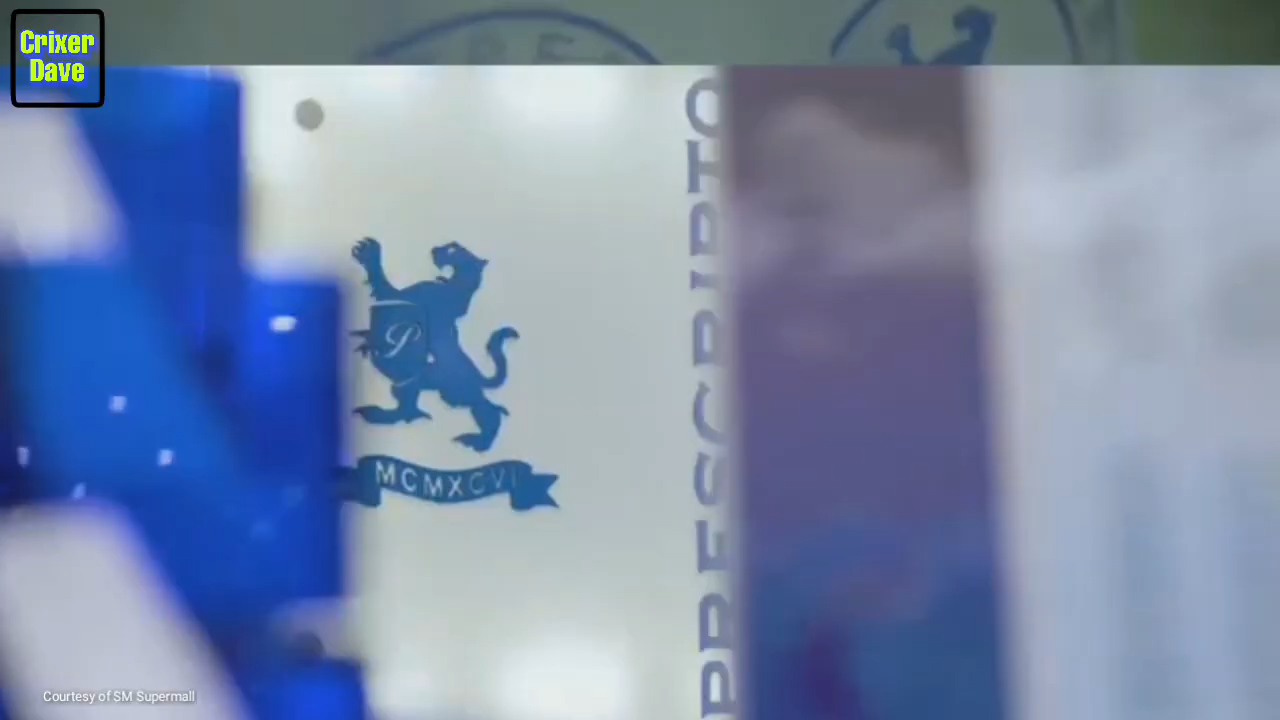 Crixer
Dave
P
MCMXCVI
PRESCRIPTO
Courtesy of SM Supermall